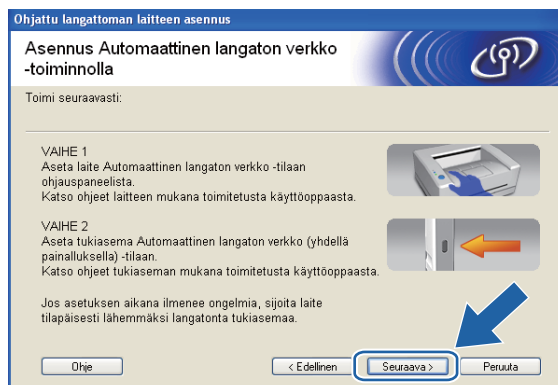 Ohjattu langattoman laitteen asennus
Asennus Automaattinen langaton verkko
-toiminnolla
Toimi seuraavasti:
VAIHE 1
Aseta laite Automaattinen langaton verkko -tilaan
ohjauspaneelista.
Katso ohjeet laitteen mukana toimitetusta käyttöoppaasta.
VAIHE 2
Aseta tukiasema Automaattinen langaton verkko (yhdellä
painalluksella) -tilaan.
Katso ohjeet tukiaseman mukana toimitetusta käyttöoppaasta.
Jos asetuksen aikana ilmenee ongelmia, sijoita laite
tilapäisesti lähemmäksi langatonta tukiasemaa.
Ohje < Edellinen Seuraava > Peruuta